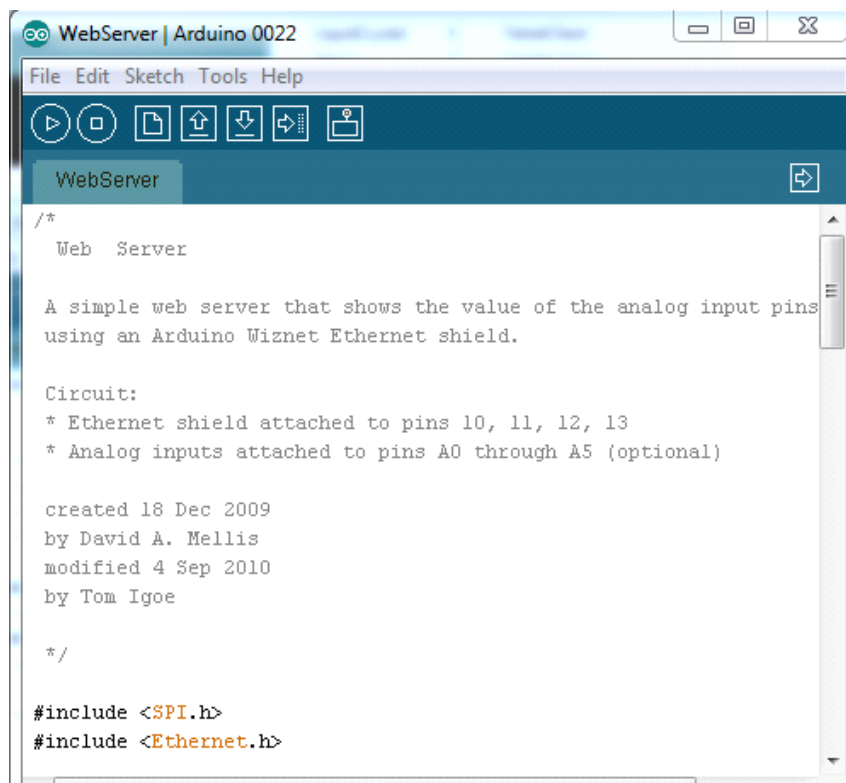 WebServer | Arduino 0022
File Edit Sketch Tools Help
WebServer
/*
Web Server
A simple web server that shows the value of the analog input pins
using an Arduino Wiznet Ethernet shield.
Circuit:
* Ethernet shield attached to pins 10, 11, 12, 13
* Analog inputs attached to pins A0 through A5 (optional)
created 18 Dec 2009
by David A. Mellis
modified 4 Sep 2010
by Tom Igoe
*/
#include <SPI.h>
#include <Ethernet.h>